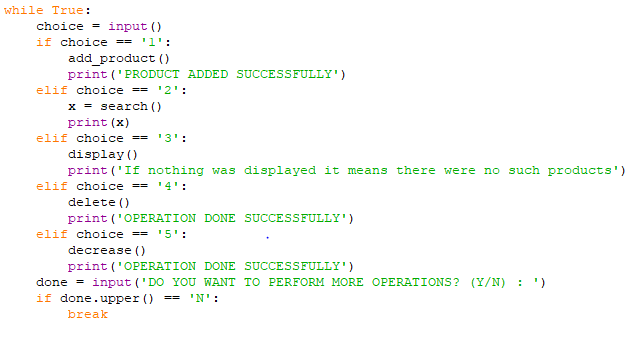 while True:
    choice = input()
    if choice == '1':
        add_product()
        print('PRODUCT ADDED SUCCESSFULLY')
    elif choice == '2':
        x = search()
        print(x)
    elif choice == '3':
        display()
        print('If nothing was displayed it means there were no such products')
    elif choice == '4':
        delete()
        print('OPERATION DONE SUCCESSFULLY')
    elif choice == '5':
        decrease()
        print('OPERATION DONE SUCCESSFULLY')
    done = input('DO YOU WANT TO PERFORM MORE OPERATIONS? (Y/N) : ')
    if done.upper() == 'N':
        break